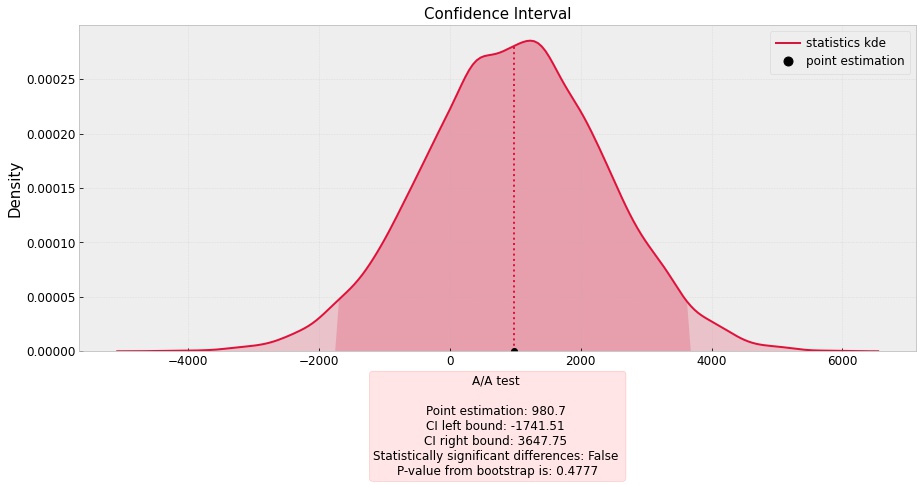 Confidence Interval
statistics kde
point estimation
Density
0.00025
0.00020
0.00015
0.00010
0.00005
0.00000
−4000
−2000
0
2000
4000
6000
A/A test
Point estimation: 980.7
CI left bound: -1741.51
CI right bound: 3647.75
Statistically significant differences: False
P-value from bootstrap is: 0.4777